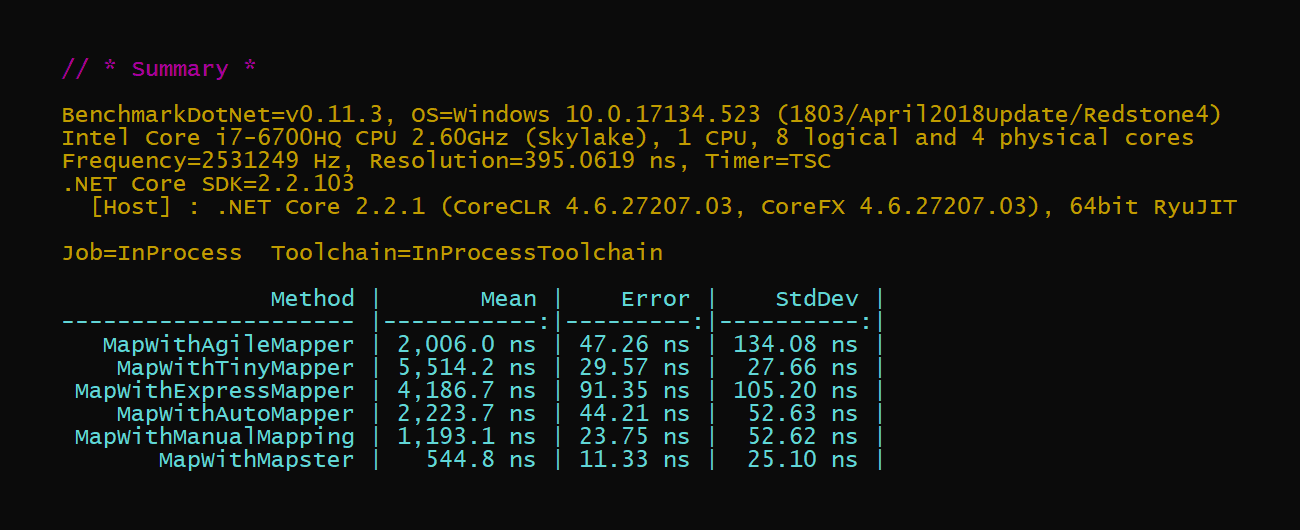 // * Summary *
BenchmarkDotNet=v0.11.3, OS=Windows 10.0.17134.523 (1803/April2018Update/Redstone4)
Intel Core i7-6700HQ CPU 2.60GHz (Skylake), 1 CPU, 8 logical and 4 physical cores
Frequency=2531249 Hz, Resolution=395.0619 ns, Timer=TSC
.NET Core SDK=2.2.103
  [Host] : .NET Core 2.2.1 (CoreCLR 4.6.27207.03, CoreFX 4.6.27207.03), 64bit RyuJIT
Job=InProcess  Toolchain=InProcessToolchain
               Method |       Mean |    Error |    StdDev |
--------------------- |-----------:|---------:|----------:|
   MapWithAgileMapper | 2,006.0 ns | 47.26 ns | 134.08 ns |
    MapWithTinyMapper | 5,514.2 ns | 29.57 ns |  27.66 ns |
 MapWithExpressMapper | 4,186.7 ns | 91.35 ns | 105.20 ns |
    MapWithAutoMapper | 2,223.7 ns | 44.21 ns |  52.63 ns |
 MapWithManualMapping | 1,193.1 ns | 23.75 ns |  52.62 ns |
       MapWithMapster |   544.8 ns | 11.33 ns |  25.10 ns |